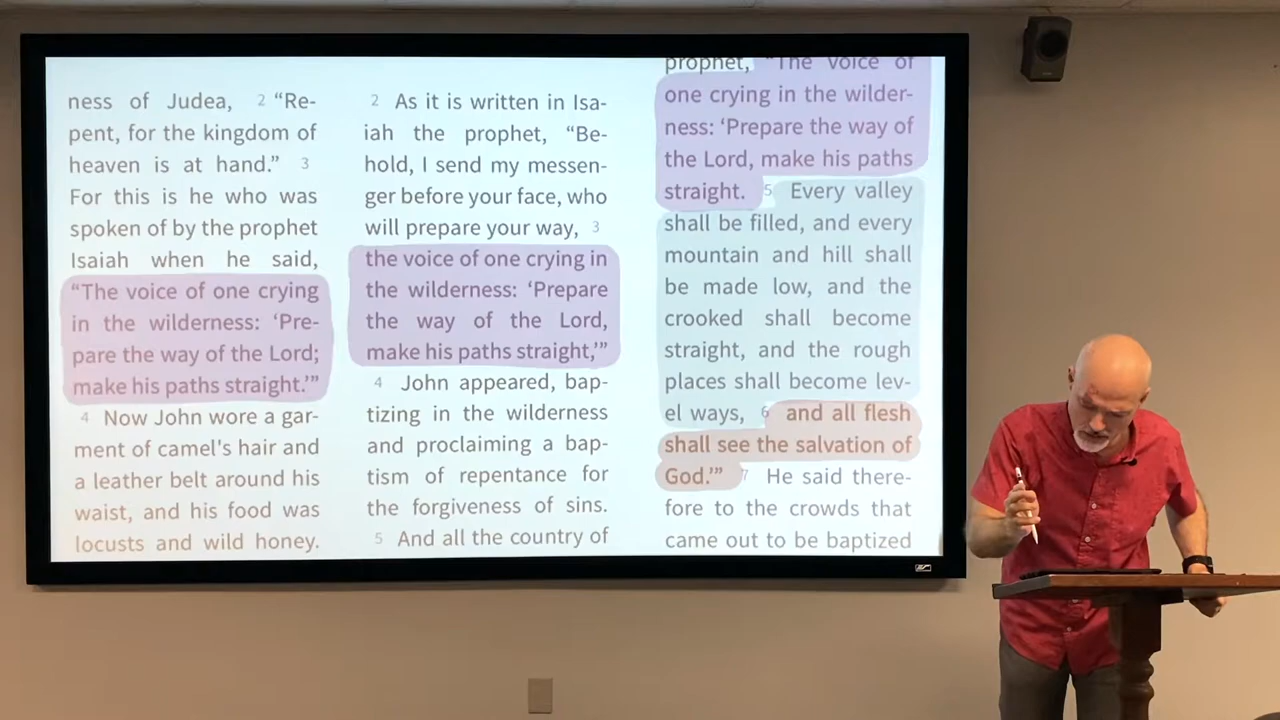 ness of Judea, 2 “Re-
pent, for the kingdom of
heaven is at hand.” 3
For this is he who was
spoken of by the prophet
Isaiah when he said,
“The voice of one crying
in the wilderness: ‘Pre-
pare the way of the Lord;
make his paths straight.’”
4 Now John wore a gar-
ment of camel's hair and
a leather belt around his
waist, and his food was
locusts and wild honey.
2 As it is written in Isa-
iah the prophet, “Be-
hold, I send my messen-
ger before your face, who
will prepare your way, 3
the voice of one crying in
the wilderness: ‘Prepare
the way of the Lord,
make his paths straight,’”
4 John appeared, bap-
tizing in the wilderness
and proclaiming a bap-
tism of repentance for
the forgiveness of sins.
5 And all the country of
prophet, “The voice of
one crying in the wilder-
ness: ‘Prepare the way of
the Lord, make his paths
straight. 5 Every valley
shall be filled, and every
mountain and hill shall
be made low, and the
crooked shall become
straight, and the rough
places shall become lev-
el ways, 6 and all flesh
shall see the salvation of
God.’” 7 He said there-
fore to the crowds that
came out to be baptized